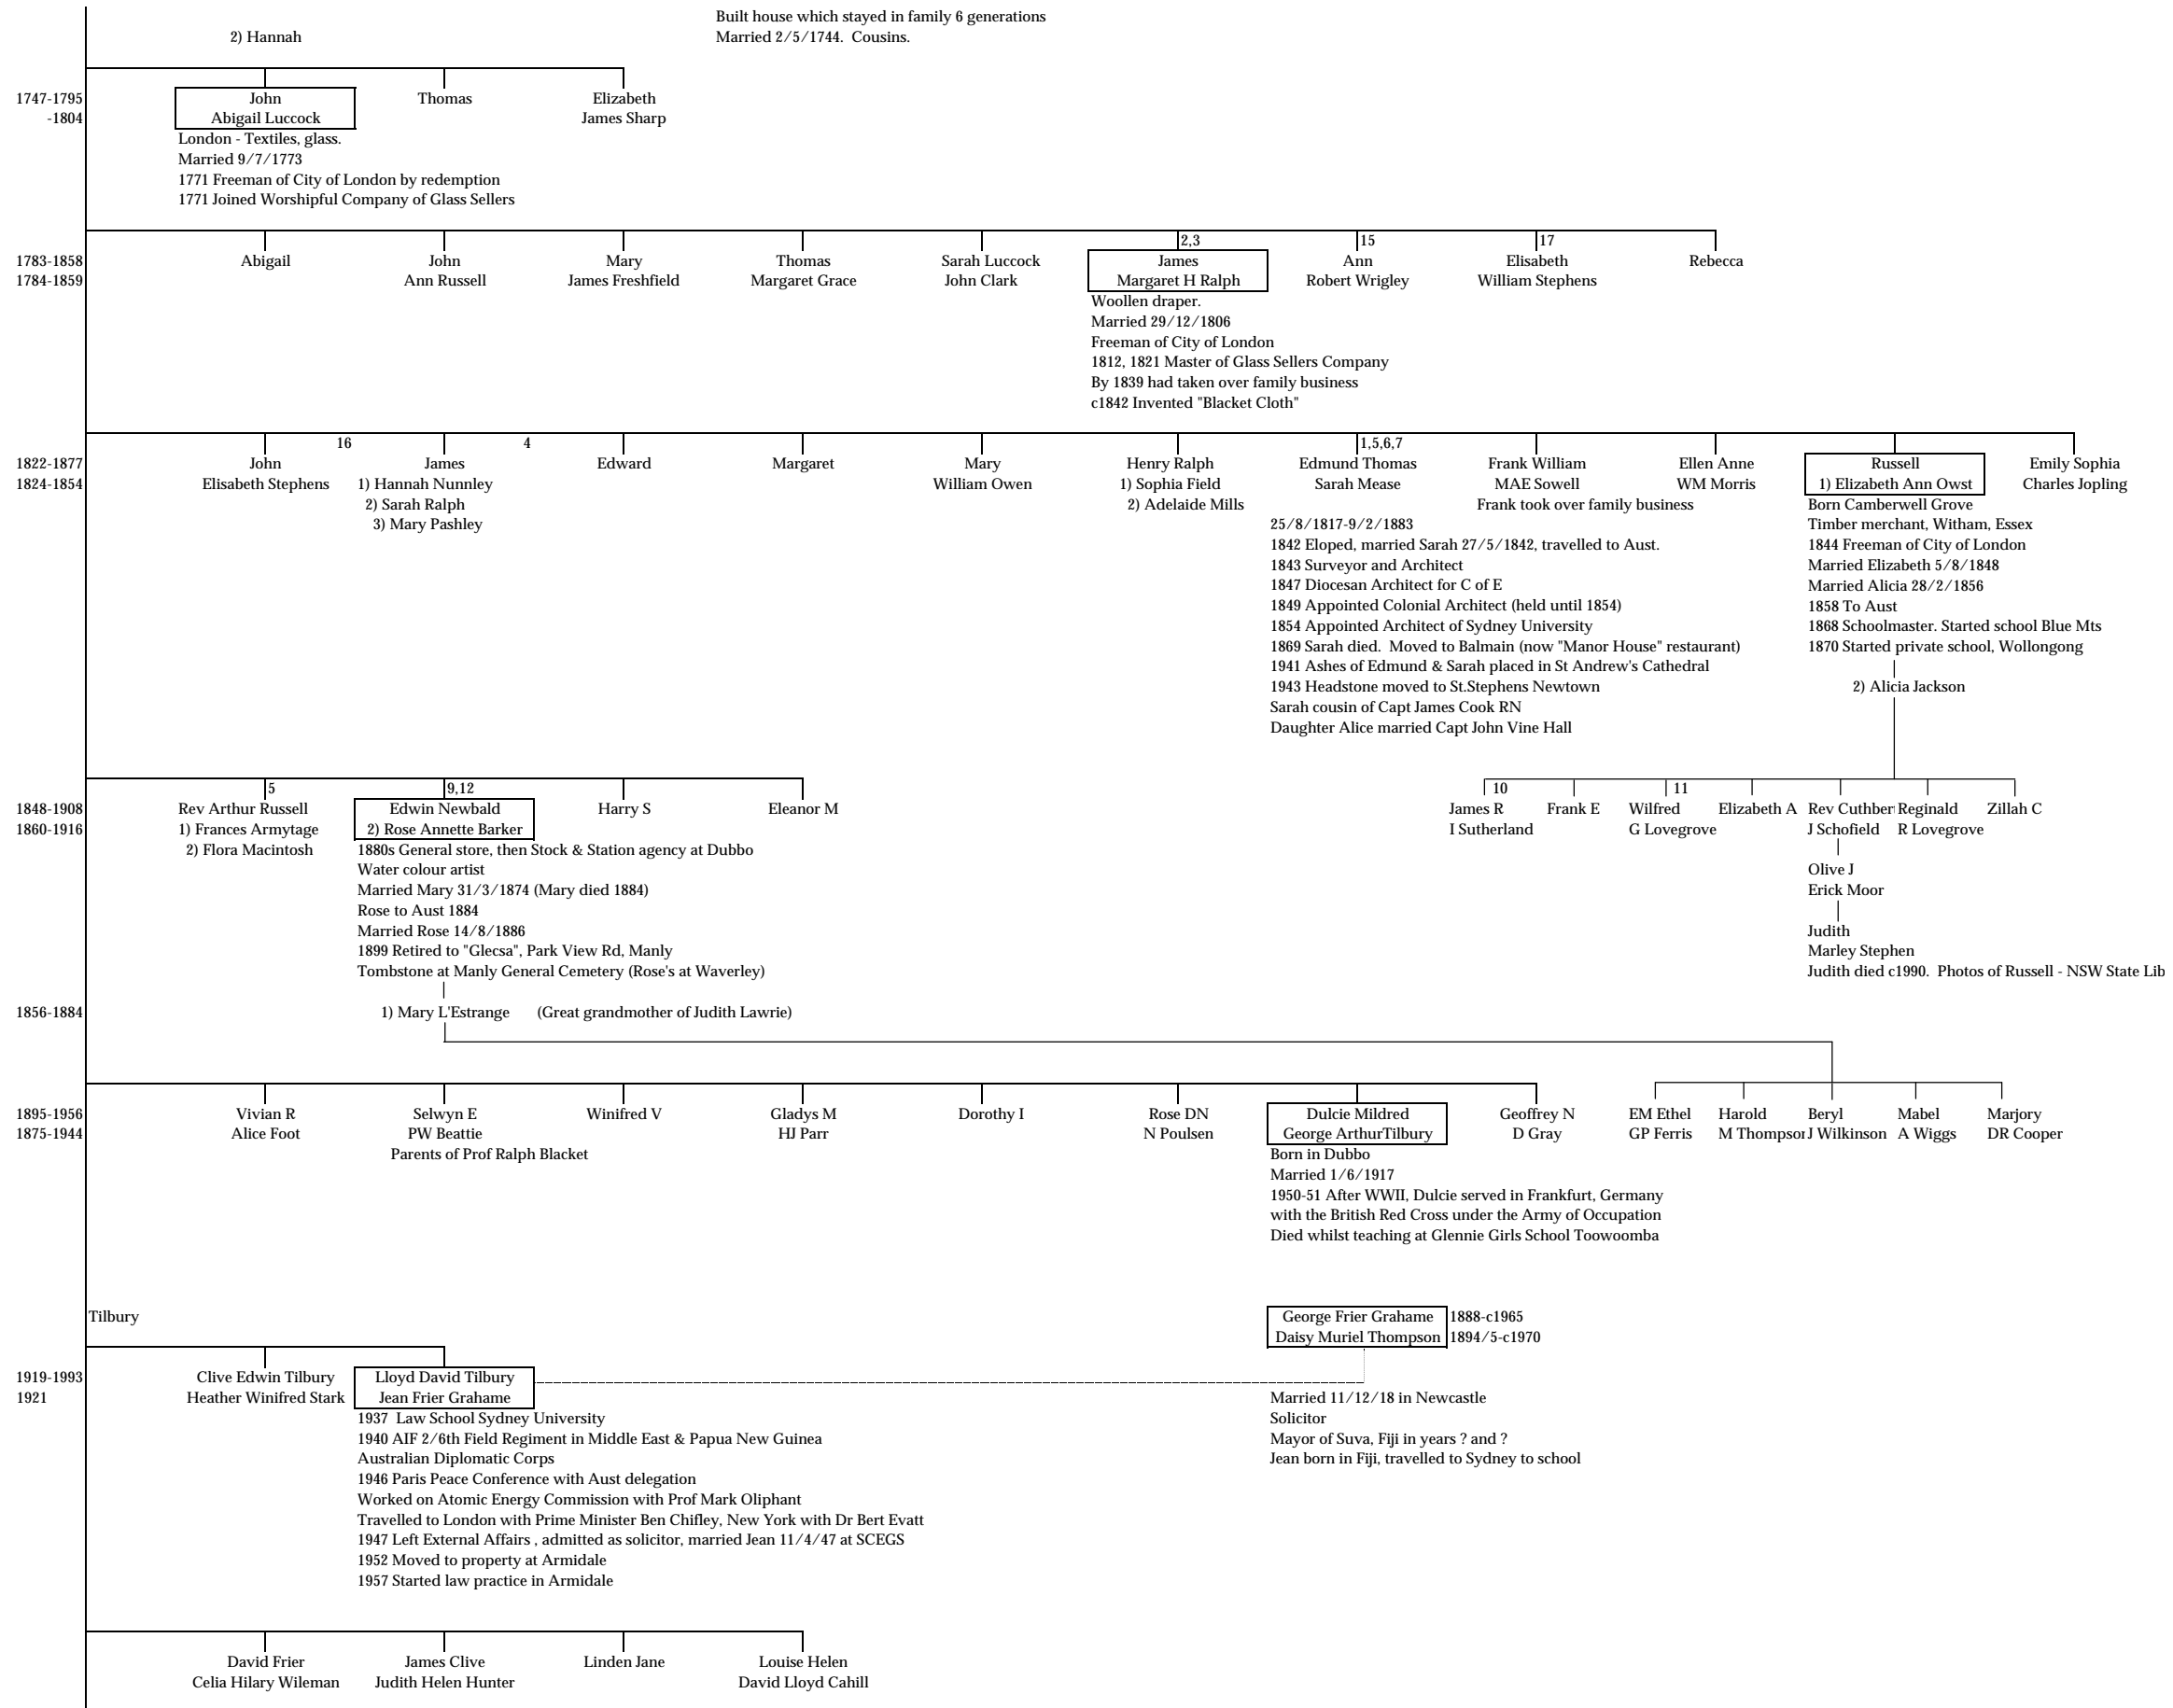 Built house which stayed in family 6 generations
2) Hannah
Married 2/5/1744.  Cousins.
1747-1795
John
Thomas
Elizabeth
-1804
Abigail Luccock
James Sharp
London - Textiles, glass.
Married 9/7/1773
1771 Freeman of City of London by redemption
1771 Joined Worshipful Company of Glass Sellers
2,3
15
17
1783-1858
Abigail
John
Mary
Thomas
Sarah Luccock
James
Ann
Elisabeth
Rebecca
1784-1859
Ann Russell
James Freshfield
Margaret Grace
John Clark
Margaret H Ralph
Robert Wrigley
William Stephens
Woollen draper.
Married 29/12/1806
Freeman of City of London
1812, 1821 Master of Glass Sellers Company
By 1839 had taken over family business
c1842 Invented "Blacket Cloth"
16
4
1,5,6,7
1822-1877
John
James
Edward
Margaret
Mary
Henry Ralph
Edmund Thomas
Frank William
Ellen Anne
Russell
Emily Sophia
1824-1854
Elisabeth Stephens
1) Hannah Nunnley
William Owen
1) Sophia Field
Sarah Mease
MAE Sowell
WM Morris
1) Elizabeth Ann Owst
Charles Jopling
2) Sarah Ralph
2) Adelaide Mills
Frank took over family business
Born Camberwell Grove
3) Mary Pashley
25/8/1817-9/2/1883
Timber merchant, Witham, Essex
1842 Eloped, married Sarah 27/5/1842, travelled to Aust.
1844 Freeman of City of London
1843 Surveyor and Architect
Married Elizabeth 5/8/1848
1847 Diocesan Architect for C of E
Married Alicia 28/2/1856
1849 Appointed Colonial Architect (held until 1854)
1858 To Aust
1854 Appointed Architect of Sydney University
1868 Schoolmaster. Started school Blue Mts
1869 Sarah died.  Moved to Balmain (now "Manor House" restaurant)
1870 Started private school, Wollongong
1941 Ashes of Edmund & Sarah placed in St Andrew's Cathedral
1943 Headstone moved to St.Stephens Newtown
2) Alicia Jackson
Sarah cousin of Capt James Cook RN
Daughter Alice married Capt John Vine Hall
5
9,12
10
11
1848-1908
Rev Arthur Russell
Edwin Newbald
Harry S
Eleanor M
James R
Frank E
Wilfred
Elizabeth A
Rev Cuthber
Reginald
Zillah C
1860-1916
1) Frances Armytage
2) Rose Annette Barker
I Sutherland
G Lovegrove
J Schofield
R Lovegrove
2) Flora Macintosh
1880s General store, then Stock & Station agency at Dubbo
Water colour artist
Olive J
Married Mary 31/3/1874 (Mary died 1884)
Erick Moor
Rose to Aust 1884
Married Rose 14/8/1886
Judith
1899 Retired to "Glecsa", Park View Rd, Manly
Marley Stephen
Tombstone at Manly General Cemetery (Rose's at Waverley)
Judith died c1990.  Photos of Russell - NSW State Lib
1856-1884
1) Mary L'Estrange
(Great grandmother of Judith Lawrie)
1895-1956
Vivian R
Selwyn E
Winifred V
Gladys M
Dorothy I
Rose DN
Dulcie Mildred
Geoffrey N
EM Ethel
Harold
Beryl
Mabel
Marjory
1875-1944
Alice Foot
PW Beattie
HJ Parr
N Poulsen
George ArthurTilbury
D Gray
GP Ferris
M Thompsor
J Wilkinson
A Wiggs
DR Cooper
Parents of Prof Ralph Blacket
Born in Dubbo
Married 1/6/1917
1950-51 After WWII, Dulcie served in Frankfurt, Germany
with the British Red Cross under the Army of Occupation
Died whilst teaching at Glennie Girls School Toowoomba
Tilbury
George Frier Grahame
1888-c1965
Daisy Muriel Thompson
1894/5-c1970
1919-1993
Clive Edwin Tilbury
Lloyd David Tilbury
1921
Heather Winifred Stark
Jean Frier Grahame
Married 11/12/18 in Newcastle
1937  Law School Sydney University
Solicitor
1940 AIF 2/6th Field Regiment in Middle East & Papua New Guinea
Mayor of Suva, Fiji in years ? and ?
Australian Diplomatic Corps
Jean born in Fiji, travelled to Sydney to school
1946 Paris Peace Conference with Aust delegation
Worked on Atomic Energy Commission with Prof Mark Oliphant
Travelled to London with Prime Minister Ben Chifley, New York with Dr Bert Evatt
1947 Left External Affairs , admitted as solicitor, married Jean 11/4/47 at SCEGS
1952 Moved to property at Armidale
1957 Started law practice in Armidale
David Frier
James Clive
Linden Jane
Louise Helen
Celia Hilary Wileman
Judith Helen Hunter
David Lloyd Cahill